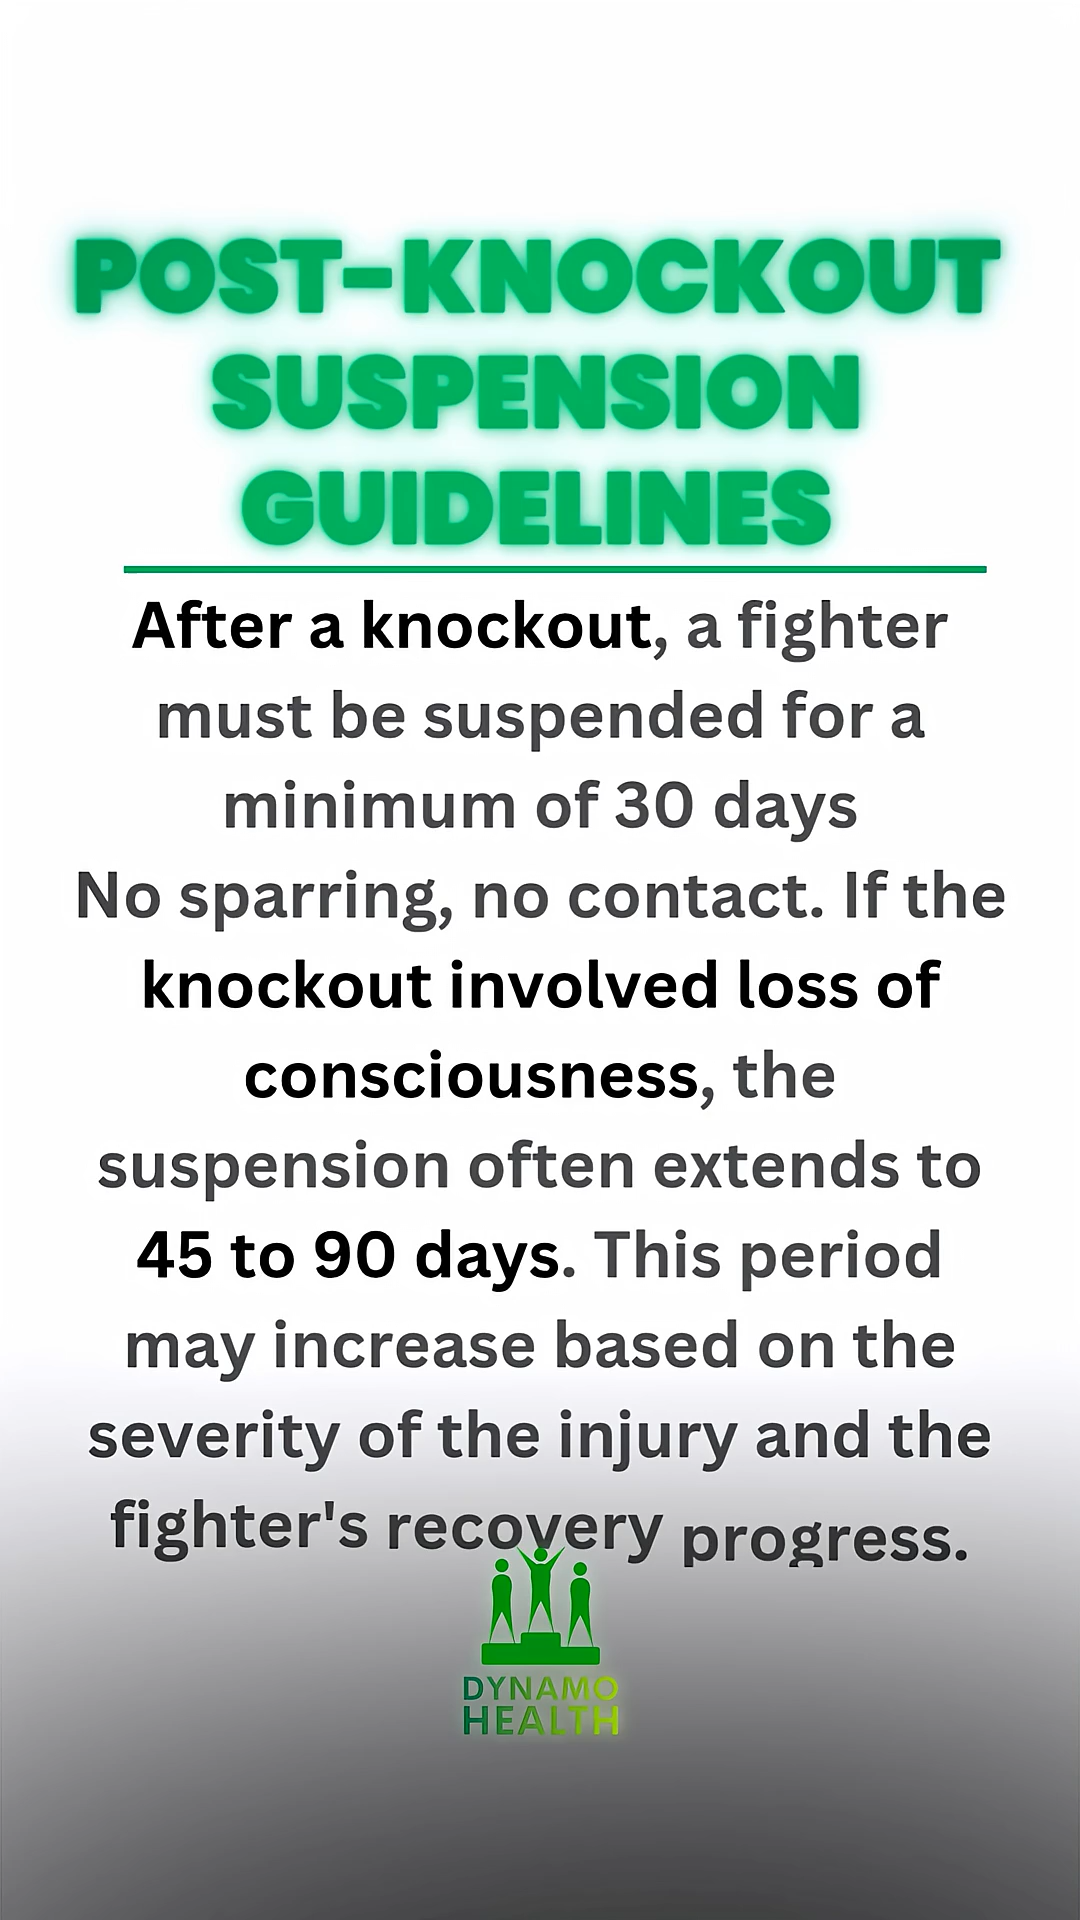 POST-KNOCKOUT
SUSPENSION
GUIDELINES
After a knockout, a fighter
must be suspended for a
minimum of 30 days
No sparring, no contact. If the
knockout involved loss of
consciousness, the
suspension often extends to
45 to 90 days. This period
may increase based on the
severity of the injury and the
fighter's recovery progress.
DYNAMO
HEALTH